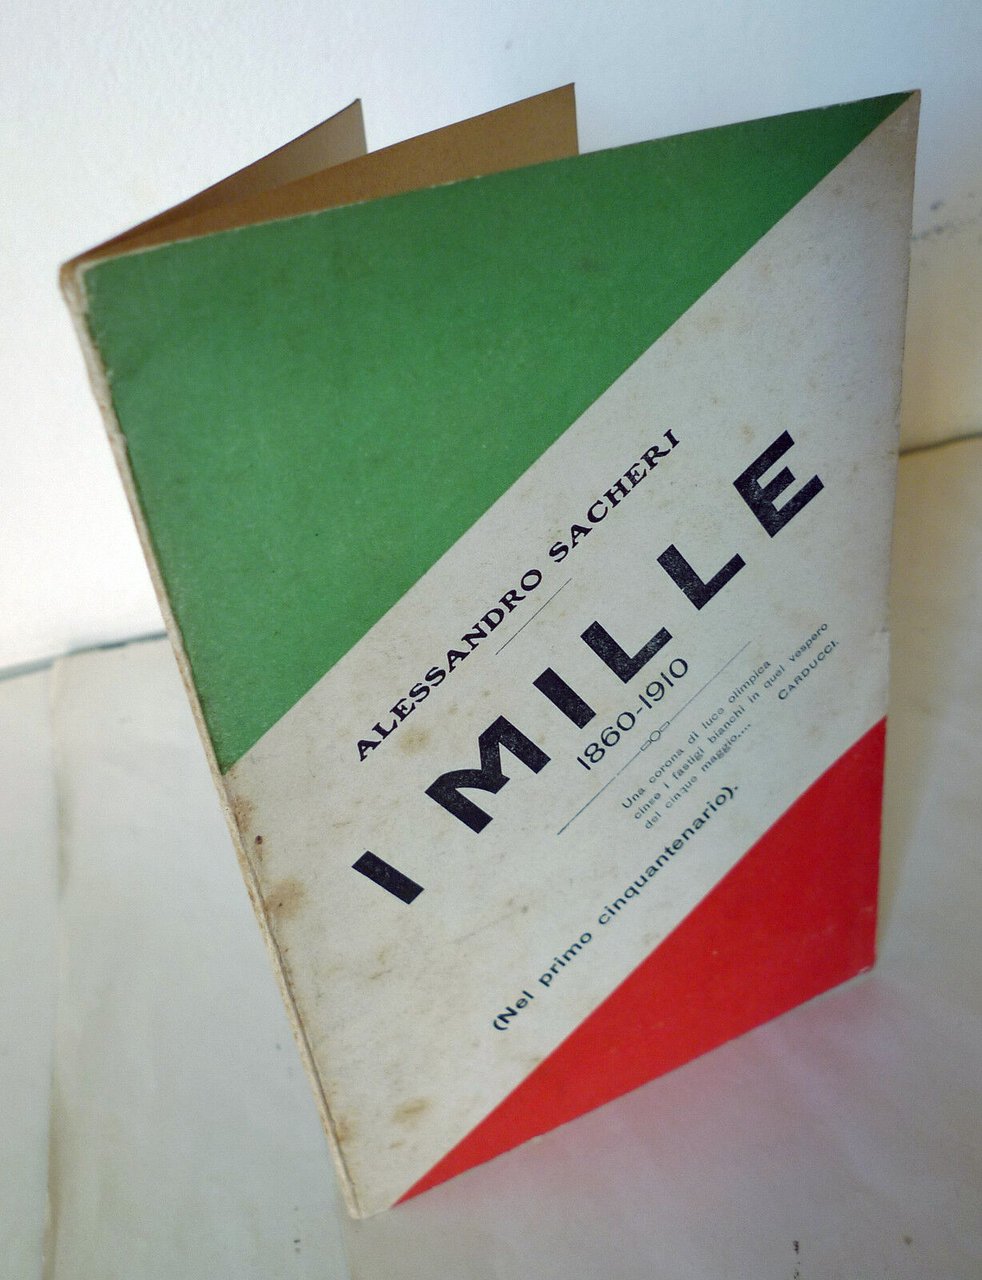 ALESSANDRO SACHERI
I MILLE
1860-1910
Una corona di luce olimpica
cinse i fastigi bianchi in quel vespero
del cinque maggio....
CARDUCCI.
(Nel primo cinquantenario).